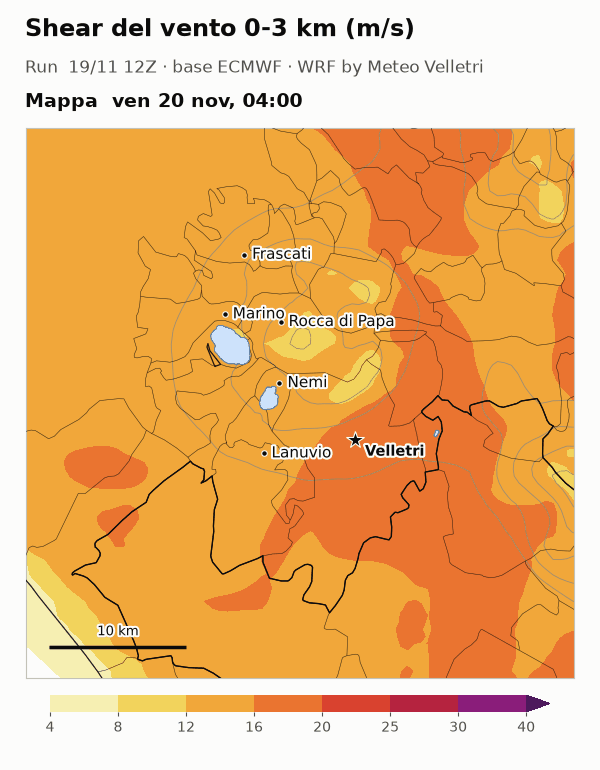 Shear del vento 0-3 km (m/s)
Run  19/11 12Z · base ECMWF · WRF by Meteo Velletri
Mappa  ven 20 nov, 04:00
Frascati
Marino
Rocca di Papa
Nemi
Velletri
Lanuvio
10 km
4 8 12 16 20 25 30 40